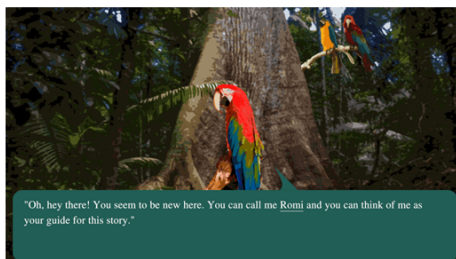 "Oh, hey there! You seem to be new here. You can call me Romi and you can think of me as
your guide for this story."